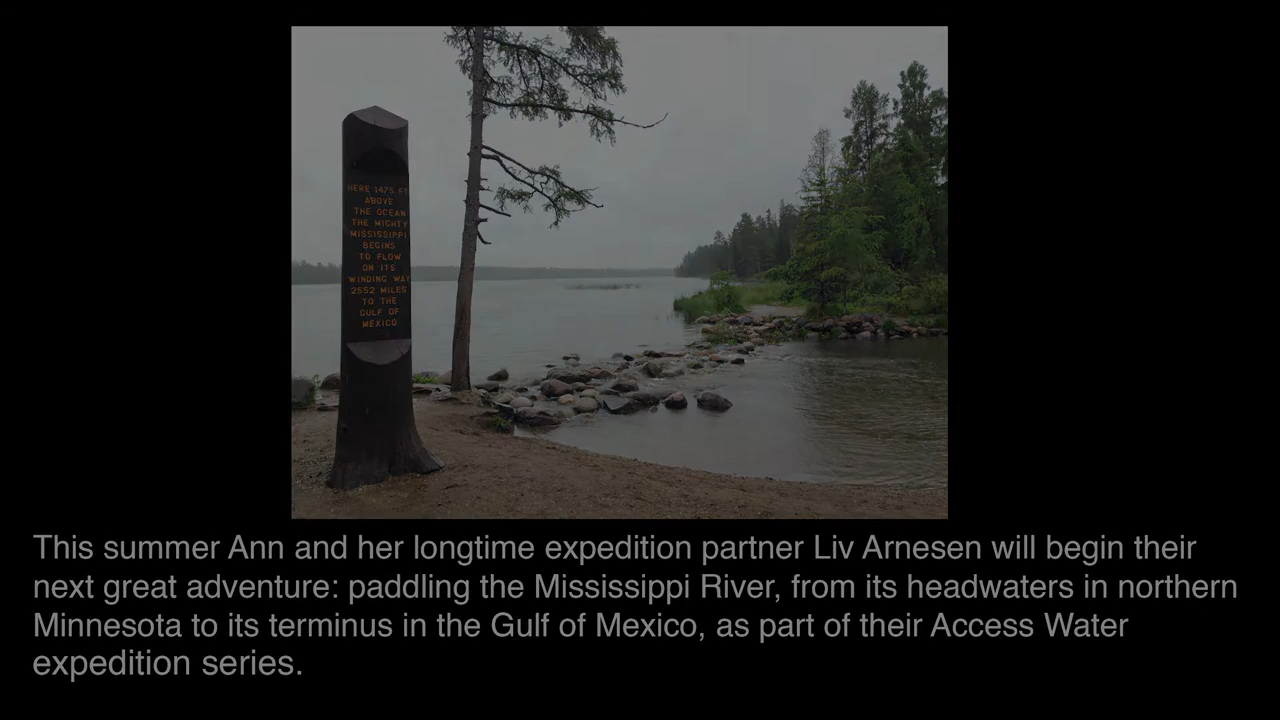 HERE 1475 FT
ABOVE
THE OCEAN
THE MIGHTY
MISSISSIPPI
BEGINS
TO FLOW
ON ITS
WINDING WAY
2552 MILES
TO THE
GULF OF
MEXICO
This summer Ann and her longtime expedition partner Liv Arnesen will begin their
next great adventure: paddling the Mississippi River, from its headwaters in northern
Minnesota to its terminus in the Gulf of Mexico, as part of their Access Water
expedition series.